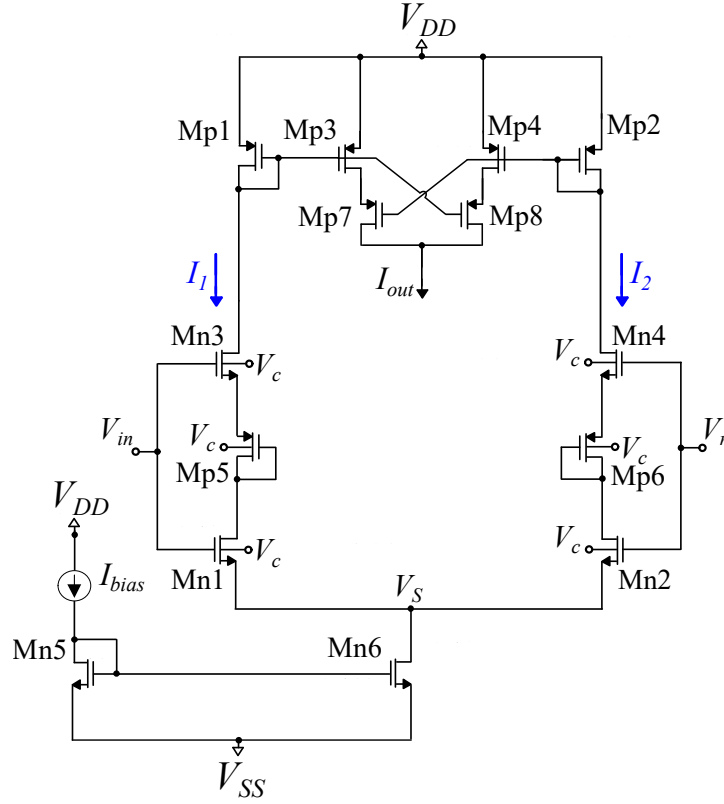 V_DD
Mp1
Mp3
Mp4
Mp2
Mp7
Mp8
I_1
I_out
I_2
Mn3
Mn4
V_c
V_c
V_in
V_c
V_c
Mp5
Mp6
V_DD
V_c
V_c
I_bias
Mn1
V_S
Mn2
Mn5
Mn6
V_SS